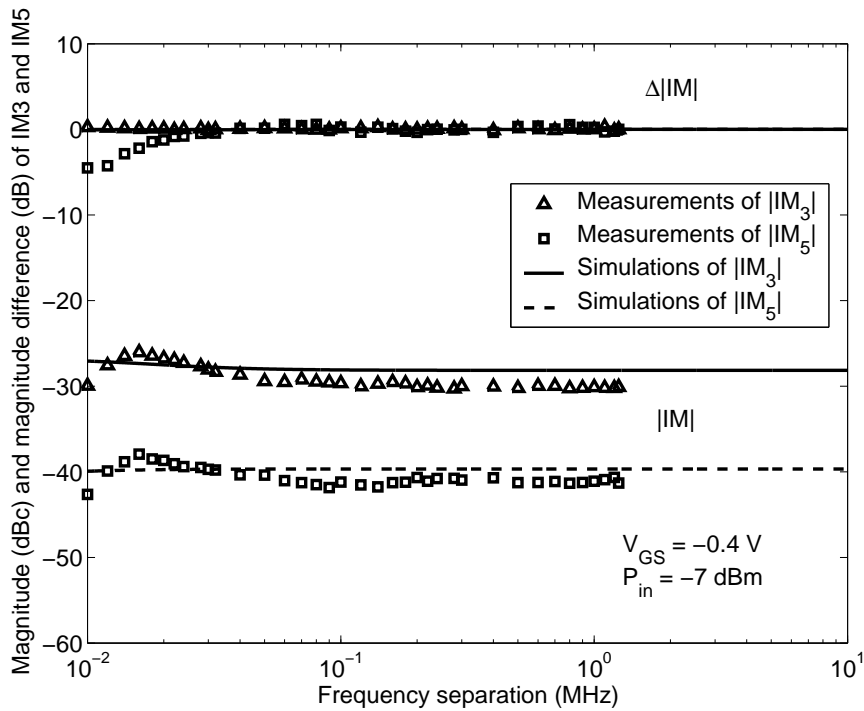 Magnitude (dBc) and magnitude difference (dB) of IM3 and IM5
10
0
−10
−20
−30
−40
−50
−60
Δ|IM|
Measurements of |IM₃|
Measurements of |IM₅|
Simulations of |IM₃|
Simulations of |IM₅|
|IM|
V_GS = −0.4 V
P_in = −7 dBm
10⁻² 10⁻¹ 10⁰ 10¹
Frequency separation (MHz)